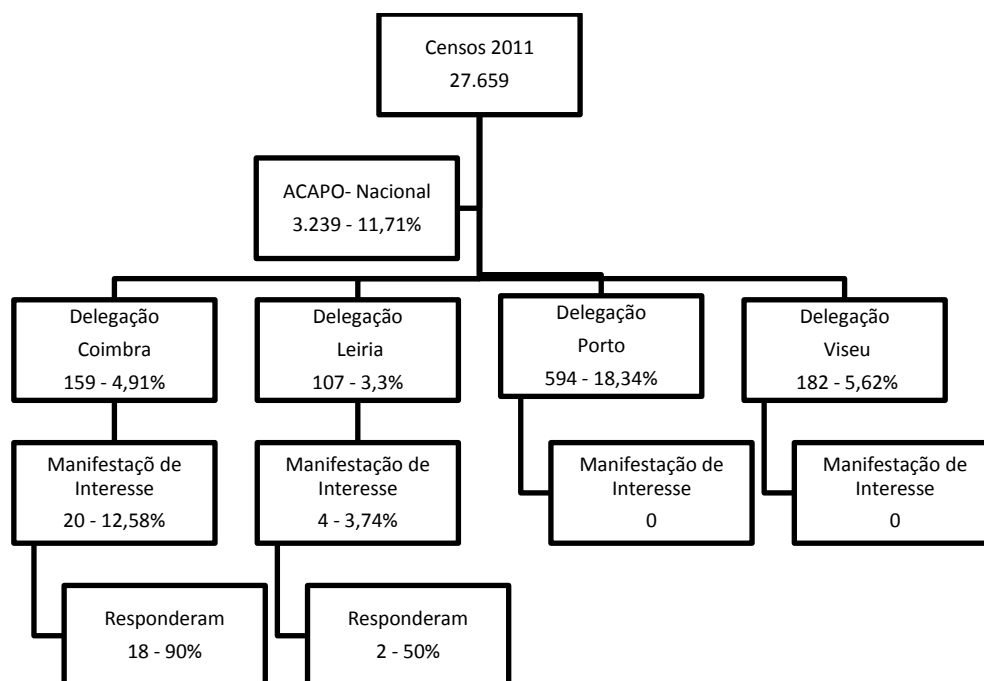 Censos 2011
27.659
ACAPO- Nacional
3.239 - 11,71%
Delegação
Coimbra
159 - 4,91%
Delegação
Leiria
107 - 3,3%
Delegação
Porto
594 - 18,34%
Delegação
Viseu
182 - 5,62%
Manifestaçõ de
Interesse
20 - 12,58%
Manifestação de
Interesse
4 - 3,74%
Manifestação de
Interesse
0
Manifestação de
Interesse
0
Responderam
18 - 90%
Responderam
2 - 50%